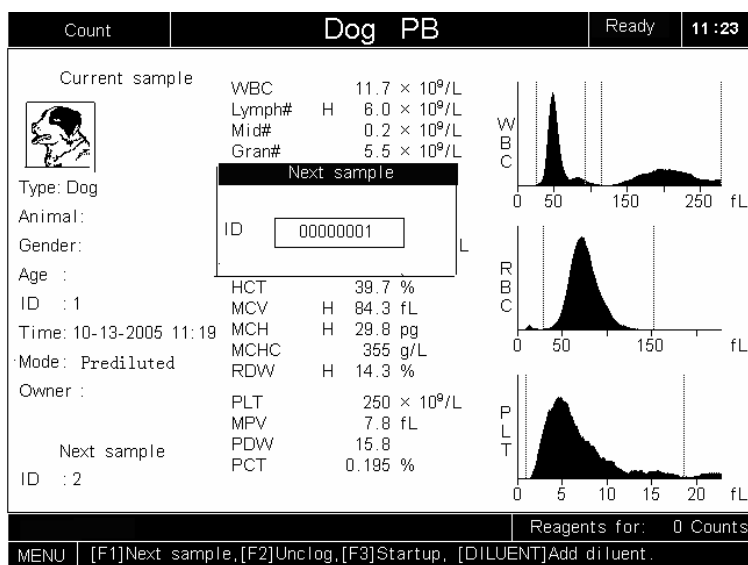 Count Dog PB Ready 11:23
Current sample
Type: Dog
Animal:
Gender:
Age :
ID : 1
Time: 10-13-2005 11:19
Mode: Prediluted
Owner :
Next sample
ID : 2
WBC 11.7 × 10⁹/L
Lymph# H 6.0 × 10⁹/L
Mid# 0.2 × 10⁹/L
Gran# 5.5 × 10⁹/L
Next sample
ID 00000001
L
HCT 39.7 %
MCV H 84.3 fL
MCH H 29.8 pg
MCHC 355 g/L
RDW H 14.3 %
PLT 250 × 10⁹/L
MPV 7.8 fL
PDW 15.8
PCT 0.195 %
WBC
0 50 150 250 fL
RBC
0 50 150 fL
PLT
0 5 10 15 20 fL
Reagents for: 0 Counts
MENU [F1]Next sample,[F2]Unclog,[F3]Startup, [DILUENT]Add diluent.